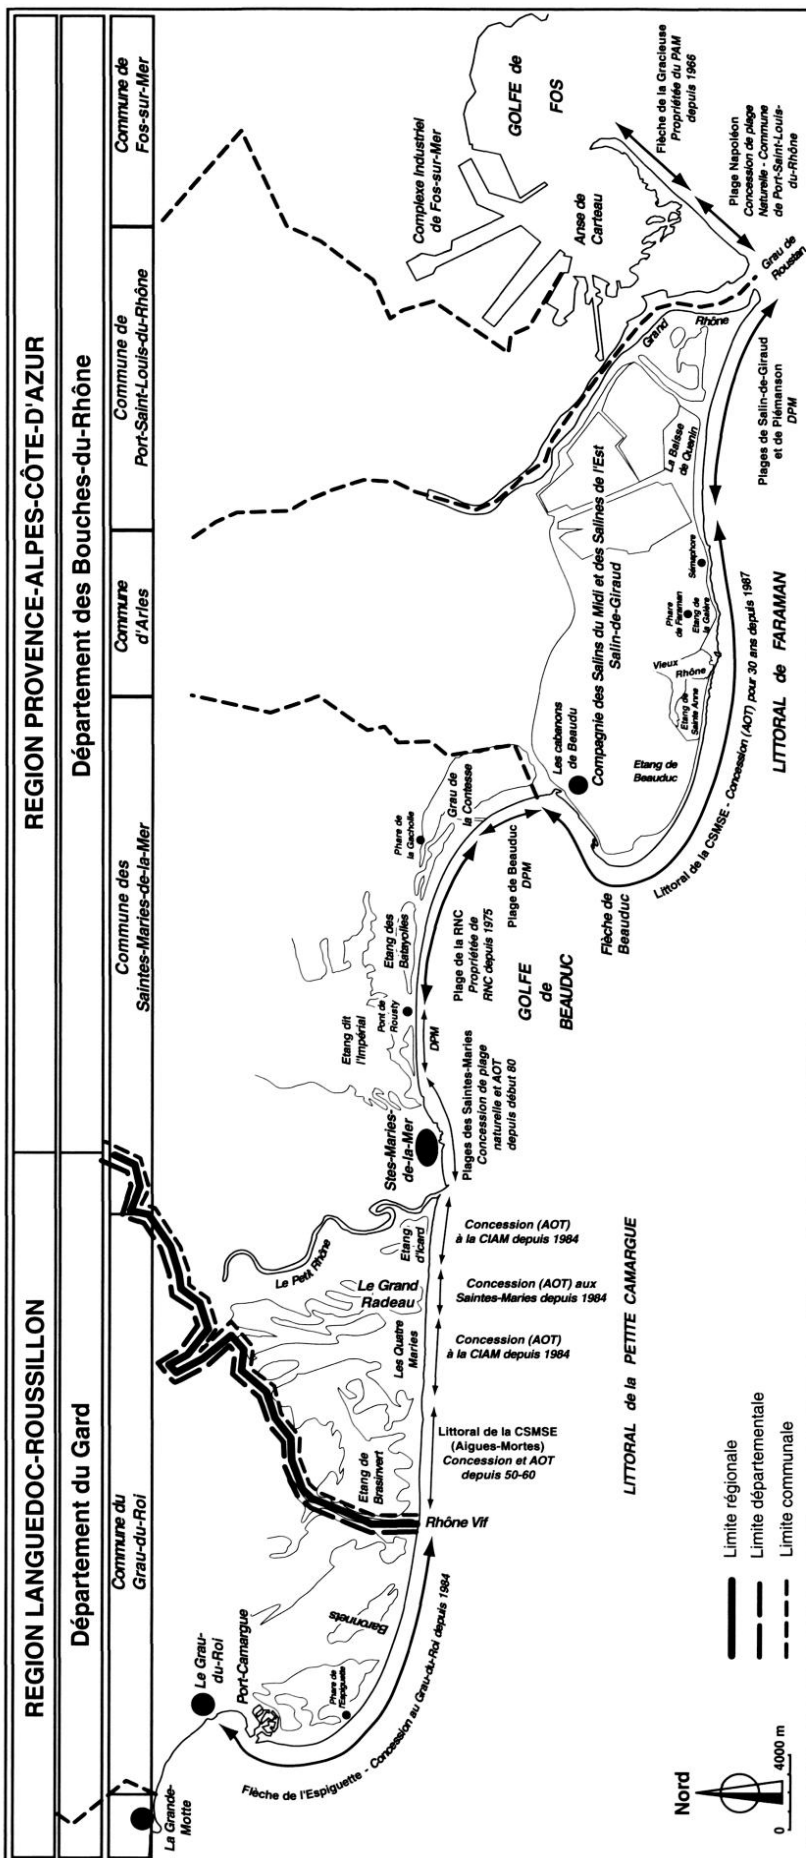 REGION LANGUEDOC-ROUSSILLON
REGION PROVENCE-ALPES-CÔTE-D'AZUR
Département du Gard
Département des Bouches-du-Rhône
Commune du
Grau-du-Roi
Commune des
Saintes-Maries-de-la-Mer
Commune
d'Arles
Commune de
Port-Saint-Louis-du-Rhône
Commune de
Fos-sur-Mer
La Grande-
Motte
Le Grau-
du-Roi
Port-Camargue
Phare de
l'Espiguette
Baronnets
Flèche de l'Espiguette - Concession au Grau-du-Roi depuis 1984
Rhône Vif
Etang de
Brasinvert
Littoral de la CSMSE
(Aigues-Mortes)
Concession et AOT
depuis 50-60
Les Quatre
Maries
Concession (AOT)
à la CIAM depuis 1984
Le Grand
Radeau
Concession (AOT) aux
Saintes-Maries depuis 1984
Le Petit Rhône
Etang
d'Icard
Concession (AOT)
à la CIAM depuis 1984
LITTORAL de la PETITE CAMARGUE
Stes-Maries-
de-la-Mer
Plages des Saintes-Maries
Concession de plage
naturelle et AOT
depuis début 80
Etang dit
l'Impérial
Pont de
Rousty
DPM
Etang des
Batayolles
Plage de la RNC
Propriétée de
RNC depuis 1975
Phare de
la Gacholle
Grau de
la Contesse
Plage de Beauduc
DPM
GOLFE
de
BEAUDUC
Les cabanons
de Beaudu
Flèche de
Beauduc
Etang de
Beauduc
Compagnie des Salins du Midi et des Salines de l'Est
Salin-de-Giraud
Etang de
Sainte Anne
Vieux
Rhône
Phare
de Faraman
Etang de
la Galère
Sémaphore
Littoral de la CSMSE - Concession (AOT) pour 30 ans depuis 1987
LITTORAL de FARAMAN
La Baisse
de Quenin
Grand
Rhône
Plages de Salin-de-Giraud
et de Piémanson
DPM
Grau de
Roustan
Complexe Industriel
de Fos-sur-Mer
Anse de
Carteau
GOLFE de
FOS
Plage Napoléon
Concession de plage
Naturelle - Commune
de Port-Saint-Louis-
du-Rhône
Flèche de la Gracieuse
Propriétée du PAM
depuis 1966
Nord
0
4000 m
Limite régionale
Limite départementale
Limite communale